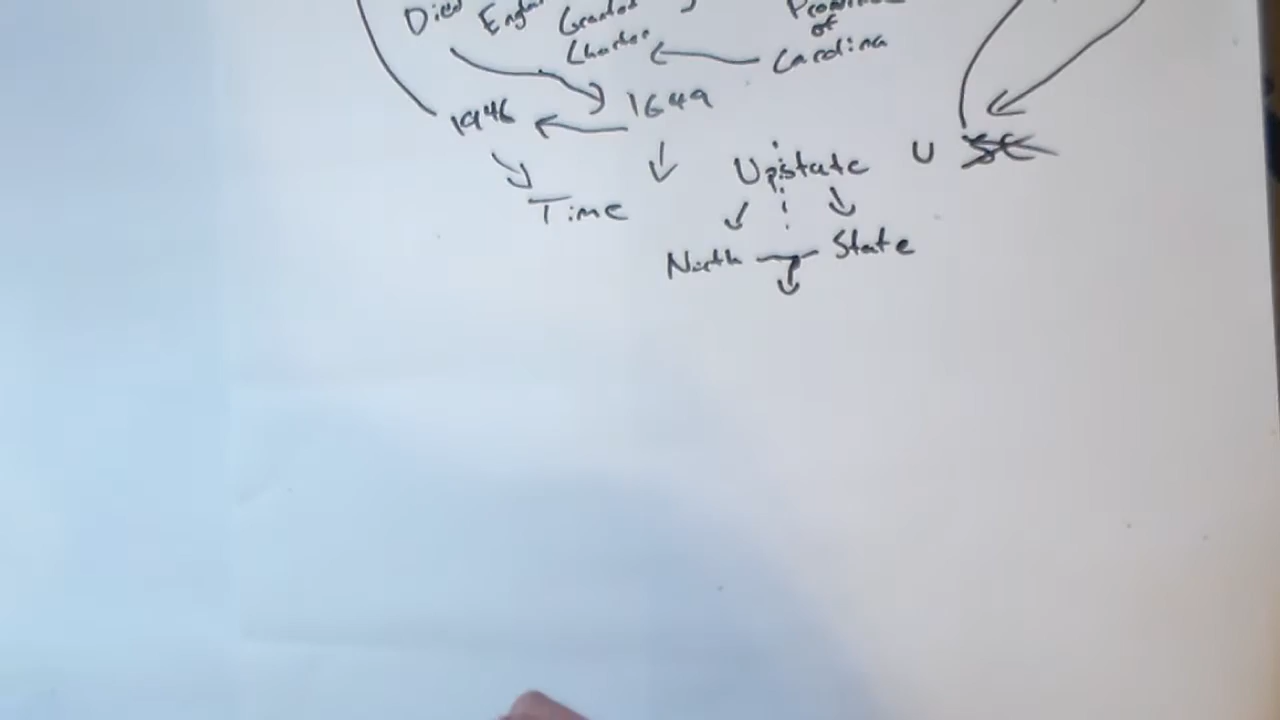 Died Granted
of
Charter Carolina
1946 1649
Upstate U
Time
North State